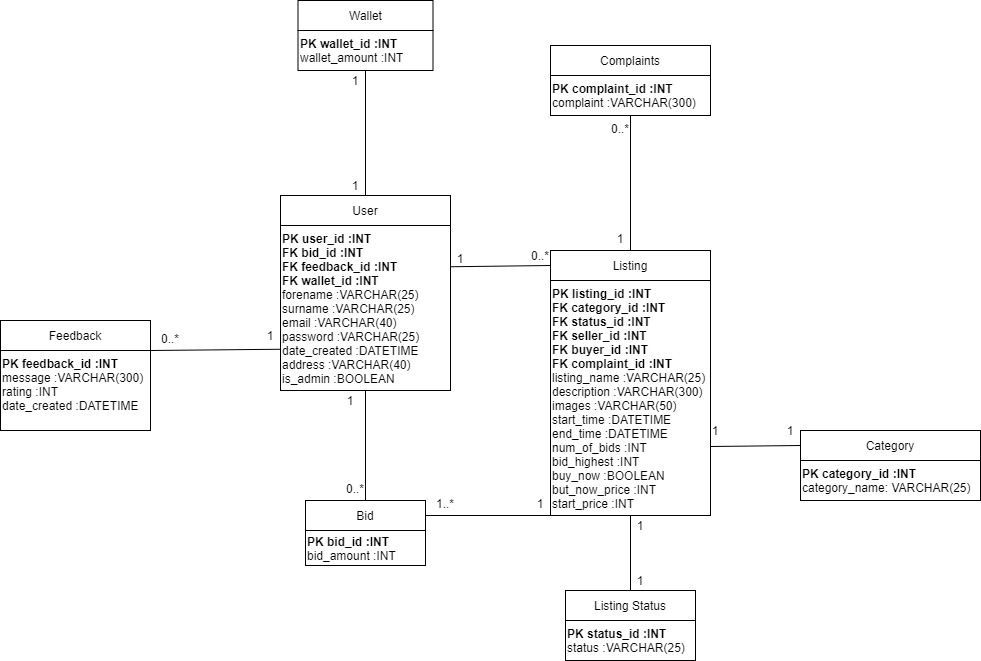 Wallet
PK wallet_id :INT
wallet_amount :INT
1
1
Complaints
PK complaint_id :INT
complaint :VARCHAR(300)
0..*
1
User
PK user_id :INT
FK bid_id :INT
FK feedback_id :INT
FK wallet_id :INT
forename :VARCHAR(25)
surname :VARCHAR(25)
email :VARCHAR(40)
password :VARCHAR(25)
date_created :DATETIME
address :VARCHAR(40)
is_admin :BOOLEAN
1
0..*
Listing
PK listing_id :INT
FK category_id :INT
FK status_id :INT
FK seller_id :INT
FK buyer_id :INT
FK complaint_id :INT
listing_name :VARCHAR(25)
description :VARCHAR(300)
images :VARCHAR(50)
start_time :DATETIME
end_time :DATETIME
num_of_bids :INT
bid_highest :INT
buy_now :BOOLEAN
but_now_price :INT
start_price :INT
Feedback
PK feedback_id :INT
message :VARCHAR(300)
rating :INT
date_created :DATETIME
0..*
1
1
0..*
1
1
Category
PK category_id :INT
category_name: VARCHAR(25)
Bid
PK bid_id :INT
bid_amount :INT
1..*
1
1
1
Listing Status
PK status_id :INT
status :VARCHAR(25)